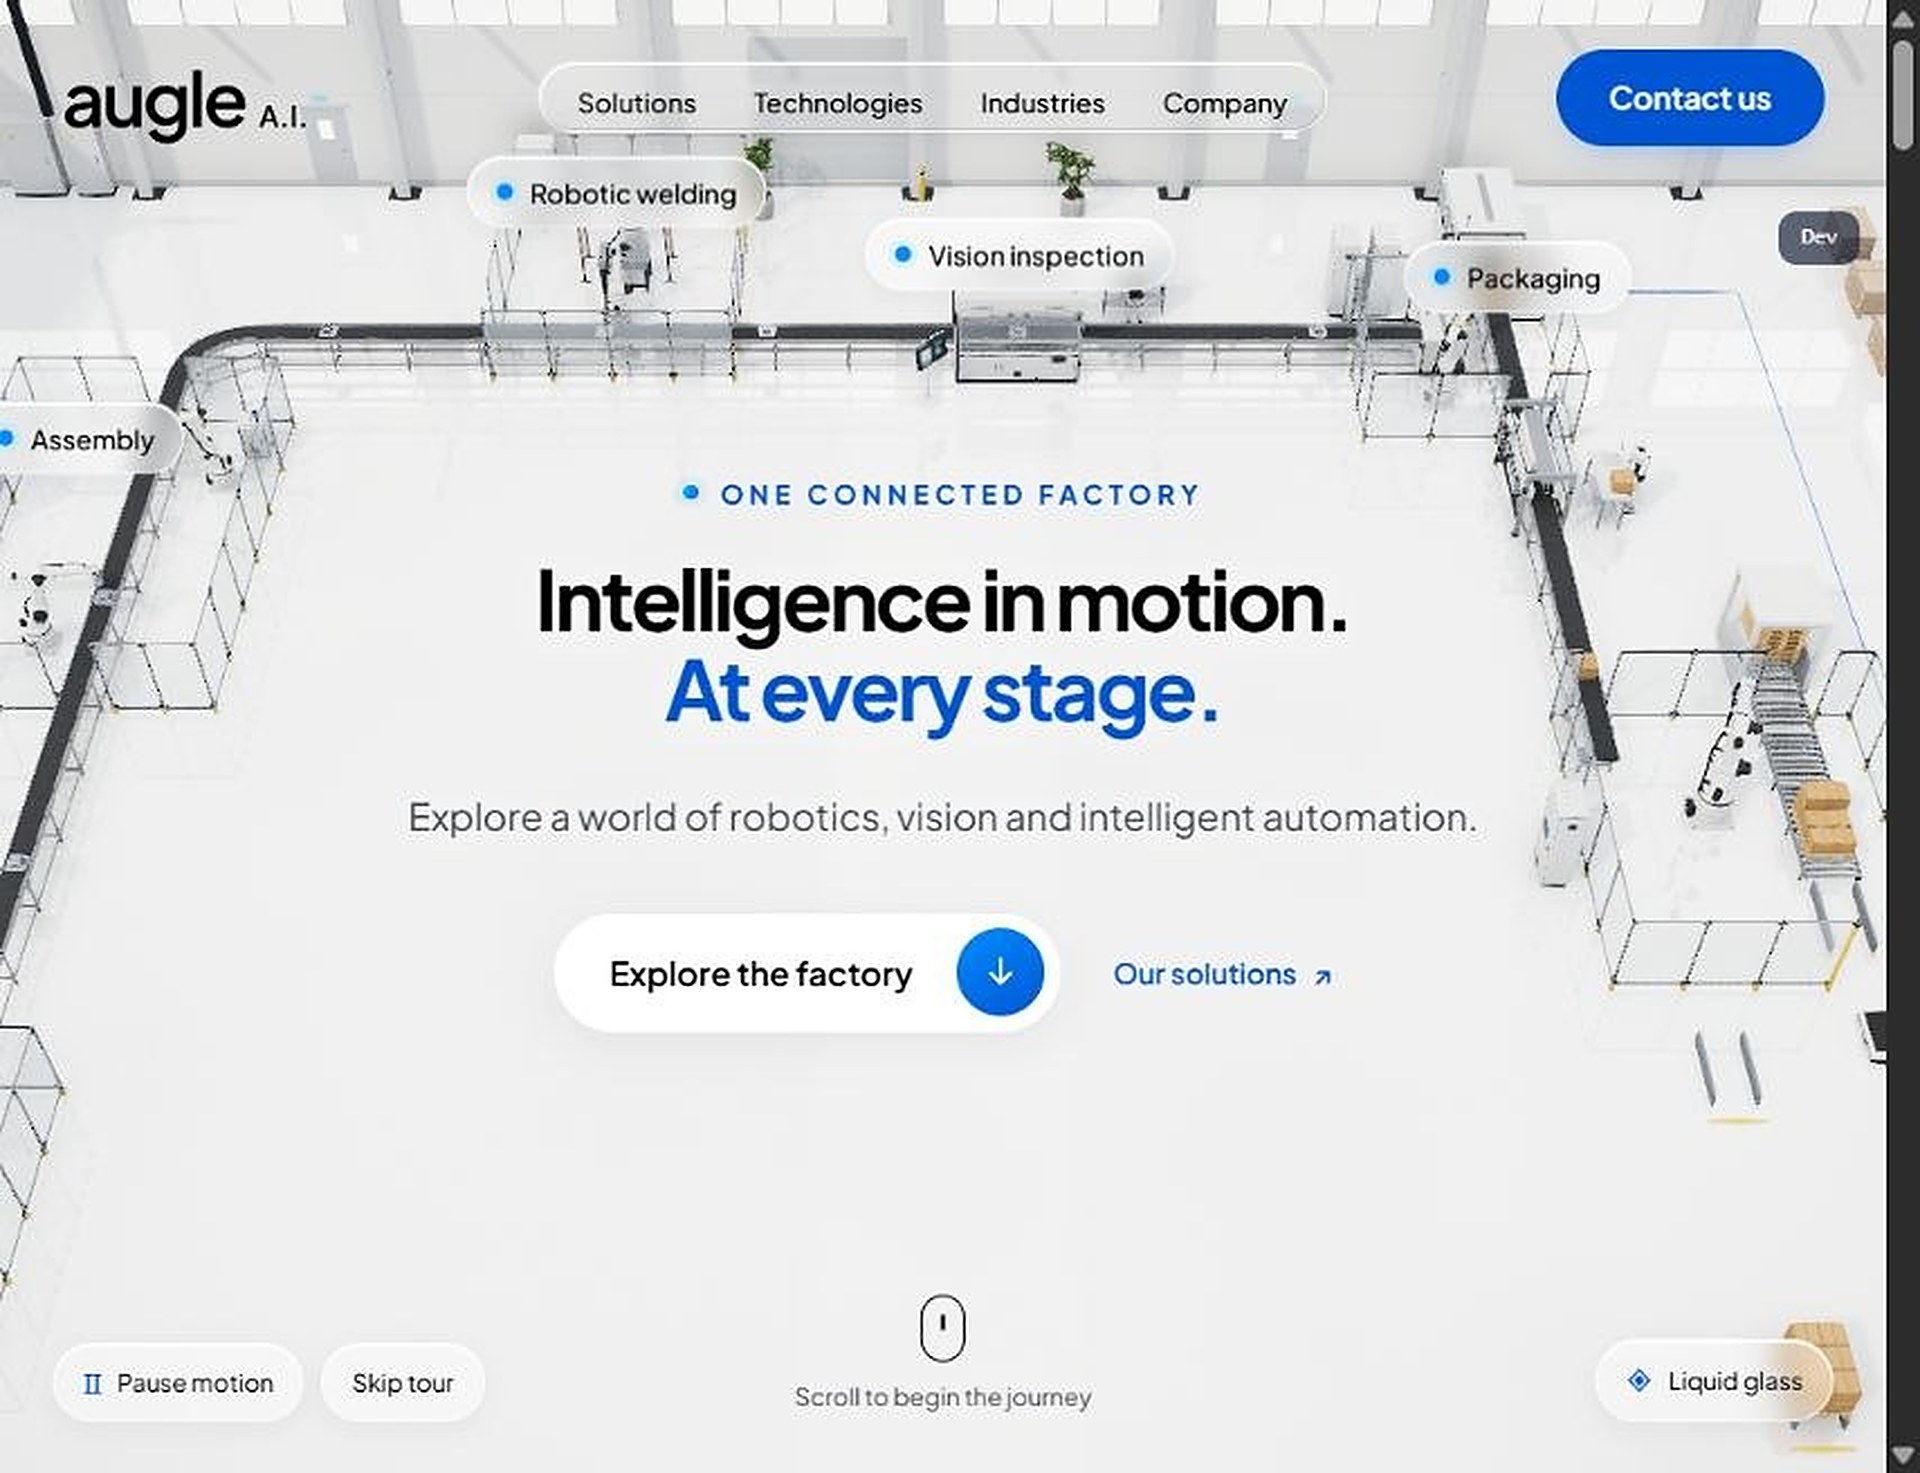 augle A.I.
Solutions Technologies Industries Company
Contact us
Robotic welding
Vision inspection
Dev
Packaging
Assembly
ONE CONNECTED FACTORY
Intelligence in motion.
At every stage.
Explore a world of robotics, vision and intelligent automation.
Explore the factory
Our solutions
Pause motion
Skip tour
Scroll to begin the journey
Liquid glass